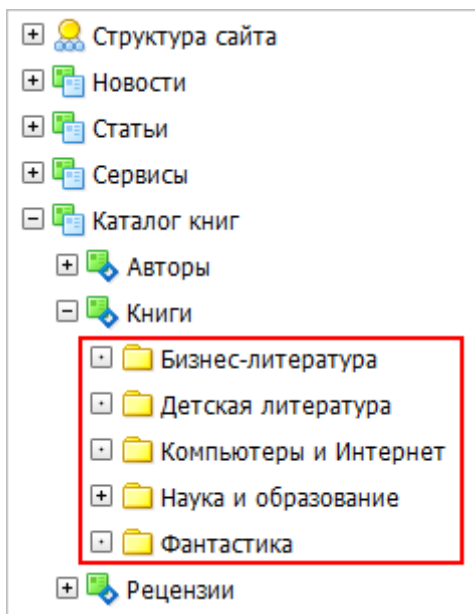 Структура сайта
Новости
Статьи
Сервисы
Каталог книг
Авторы
Книги
Бизнес-литература
Детская литература
Компьютеры и Интернет
Наука и образование
Фантастика
Рецензии